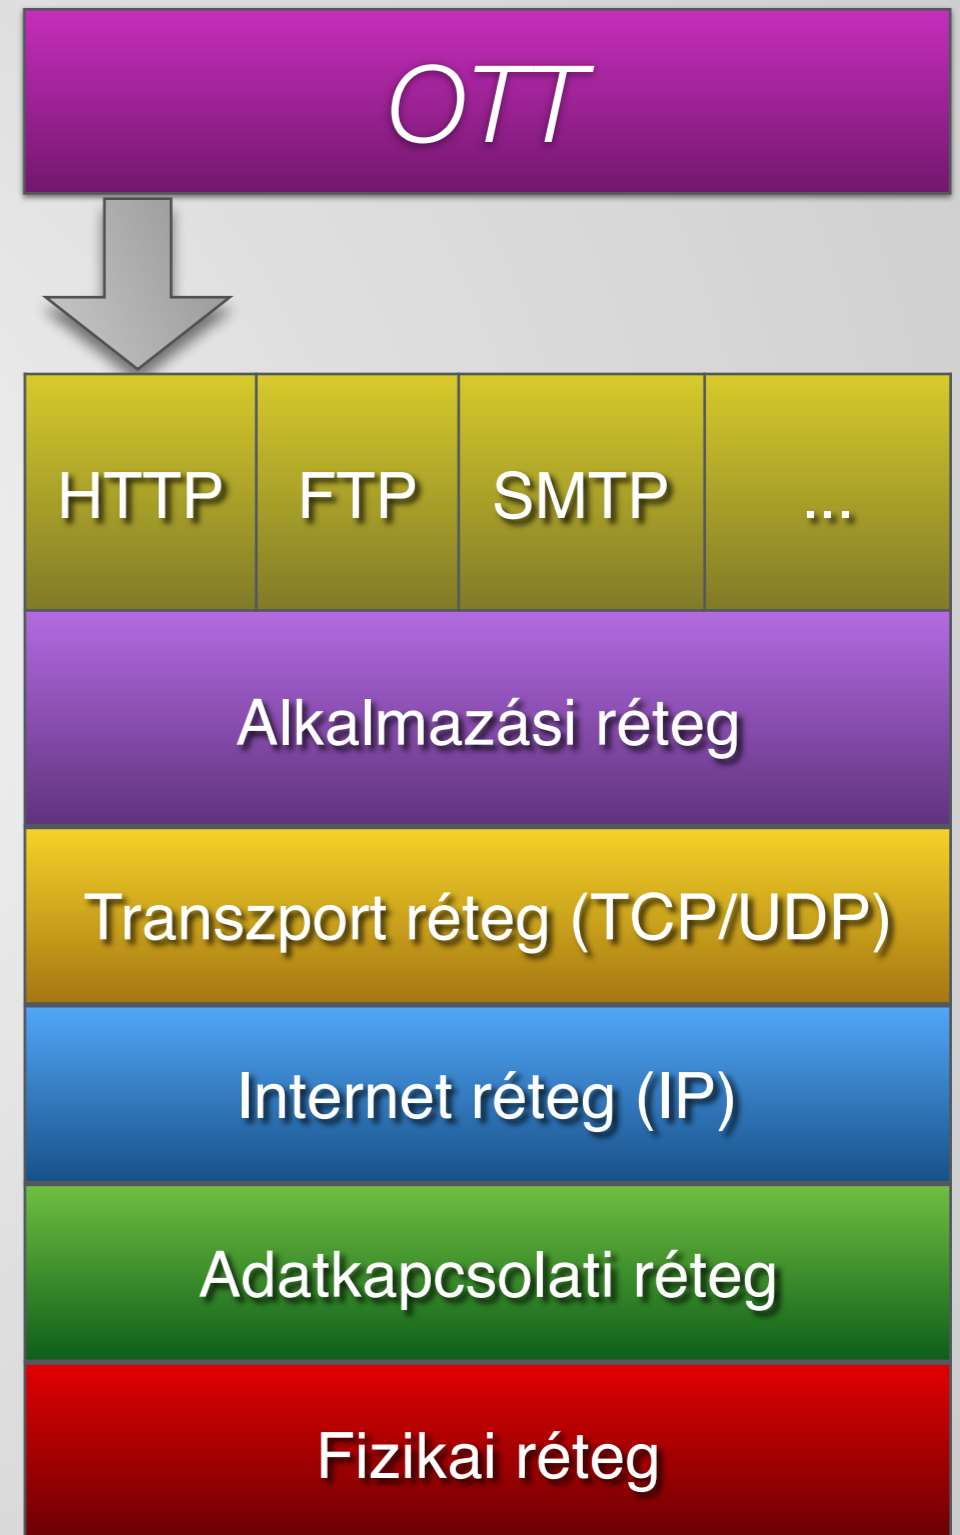 OTT
HTTP FTP SMTP ...
Alkalmazási réteg
Transzport réteg (TCP/UDP)
Internet réteg (IP)
Adatkapcsolati réteg
Fizikai réteg